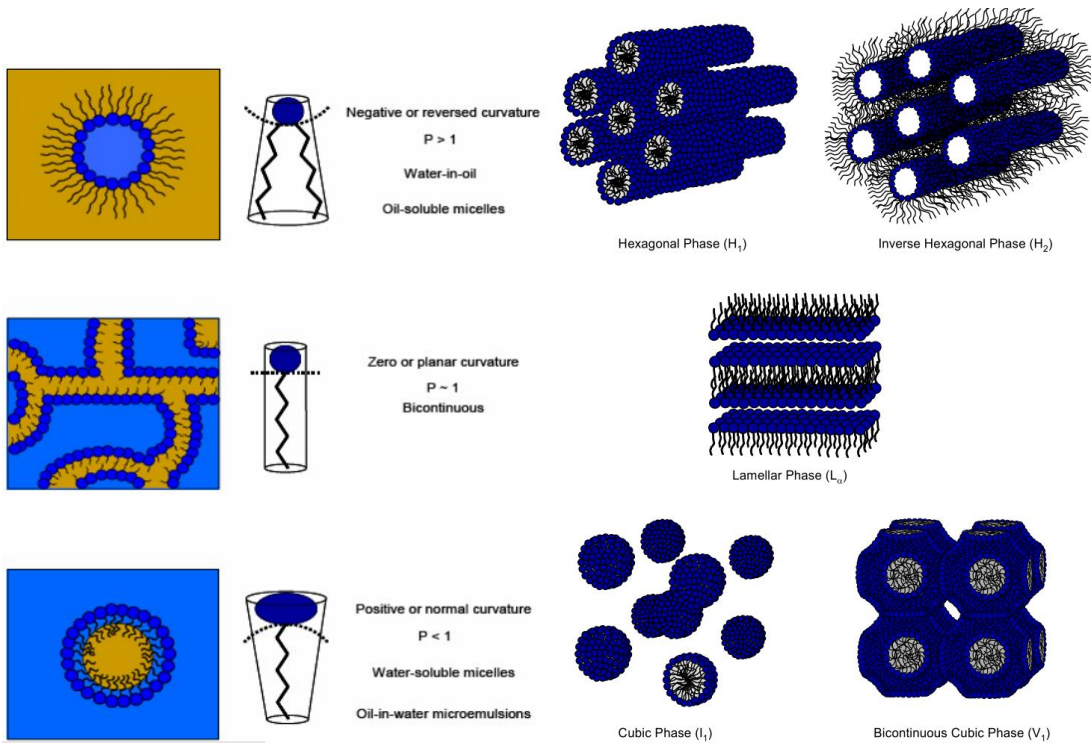 Negative or reversed curvature
P > 1
Water-in-oil
Oil-soluble micelles
Zero or planar curvature
P ~ 1
Bicontinuous
Positive or normal curvature
P < 1
Water-soluble micelles
Oil-in-water microemulsions
Hexagonal Phase (H₁)
Inverse Hexagonal Phase (H₂)
Lamellar Phase (Lα)
Cubic Phase (I₁)
Bicontinuous Cubic Phase (V₁)